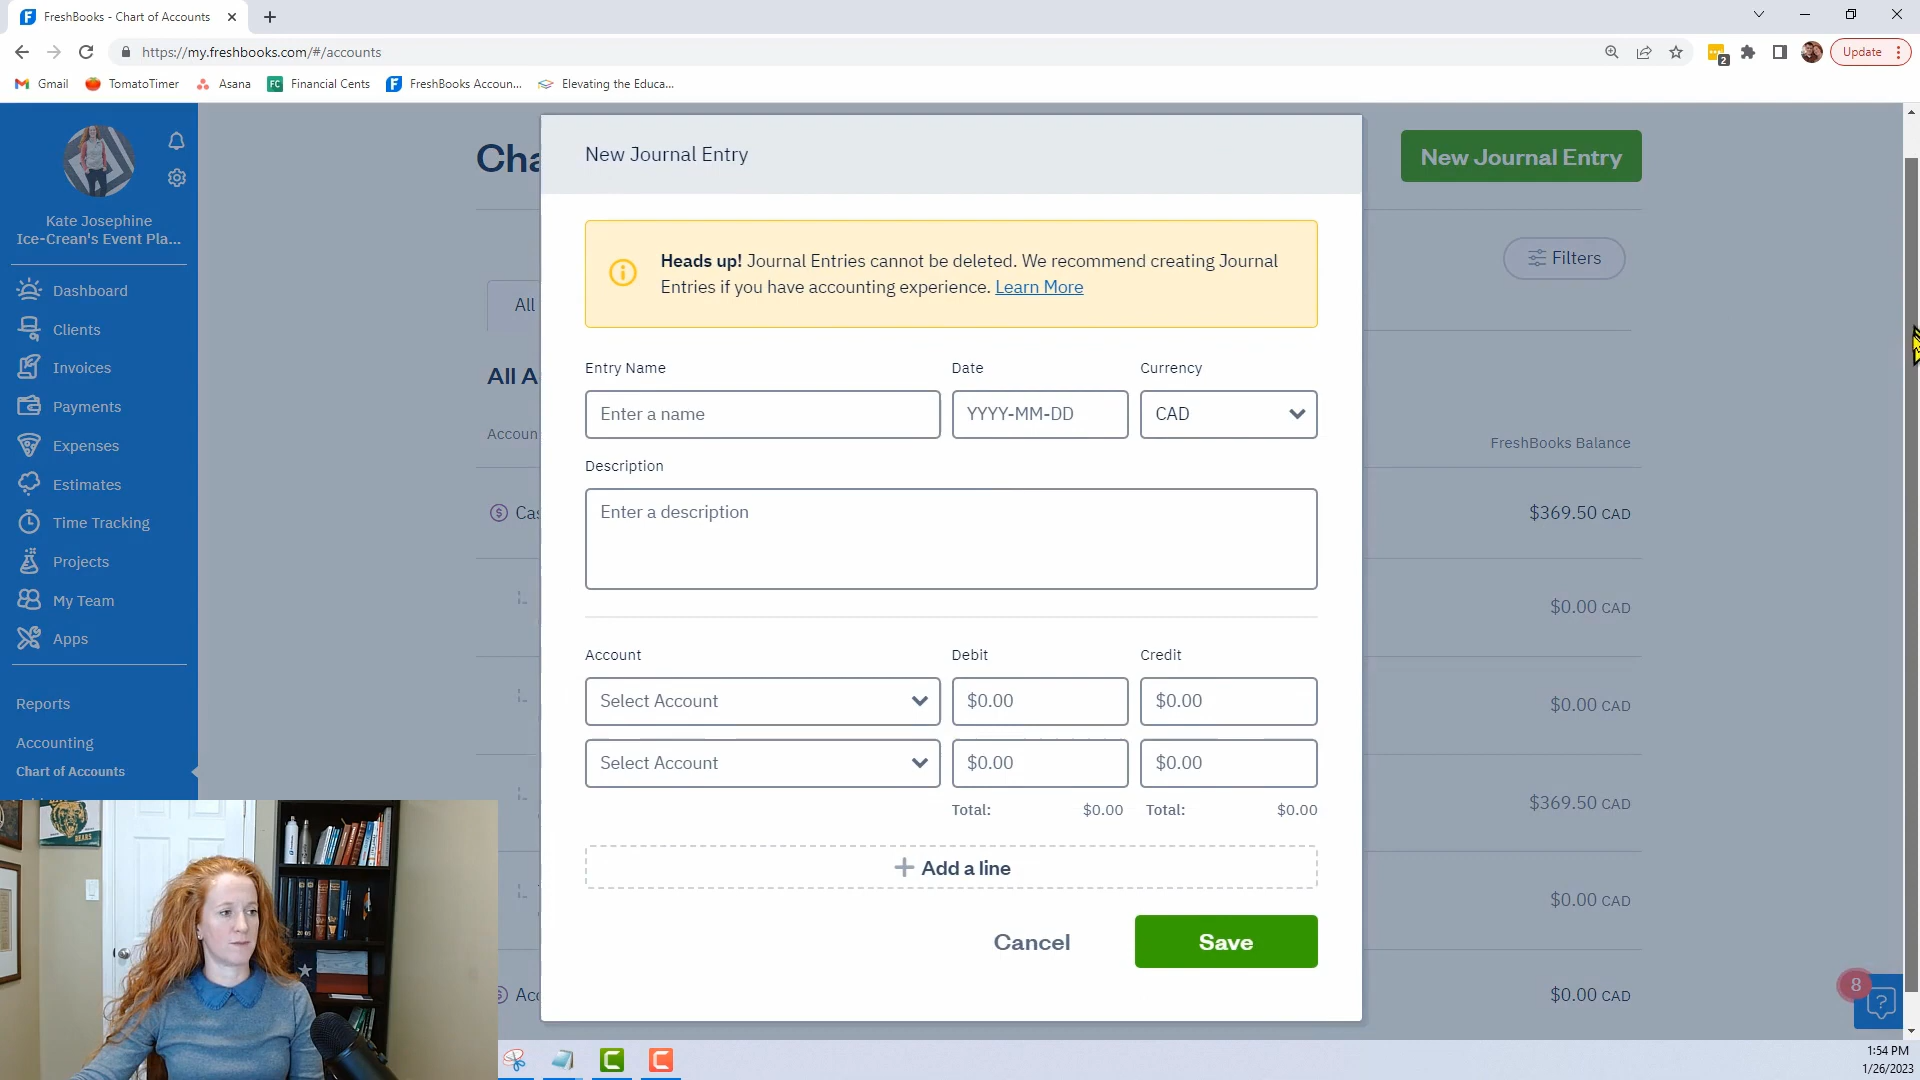 FreshBooks - Chart of Accounts
https://my.freshbooks.com/#/accounts
2
Update
Gmail
TomatoTimer
Asana
FC Financial Cents
FreshBooks Accoun...
Elevating the Educa...
Kate Josephine
Ice-Crean's Event Pla...
Dashboard
Clients
Invoices
Payments
Expenses
Estimates
Time Tracking
Projects
My Team
Apps
Reports
Accounting
Chart of Accounts
Cha
New Journal Entry
Filters
All
All A
Accoun
FreshBooks Balance
Cas
$369.50 CAD
$0.00 CAD
$0.00 CAD
$369.50 CAD
$0.00 CAD
Acc
$0.00 CAD
New Journal Entry
Heads up! Journal Entries cannot be deleted. We recommend creating Journal
Entries if you have accounting experience. Learn More
Entry Name
Date
Currency
Enter a name
YYYY-MM-DD
CAD
Description
Enter a description
Account
Debit
Credit
Select Account
$0.00
$0.00
Select Account
$0.00
$0.00
Total: $0.00
Total: $0.00
Add a line
Cancel
Save
8
BEARS
1:54 PM
1/26/2023